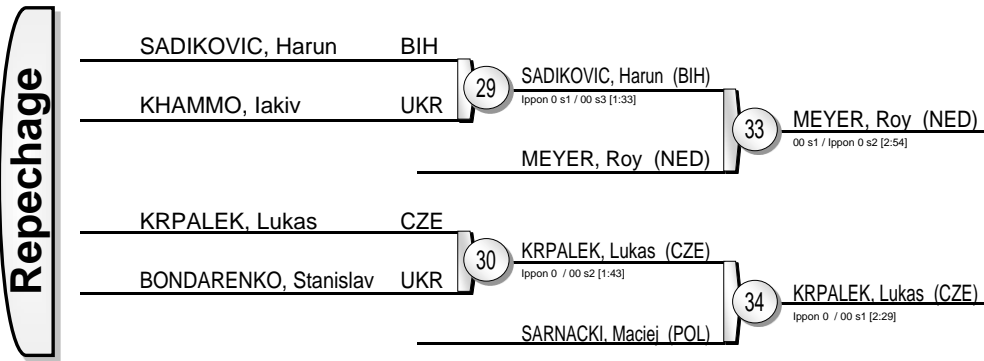 Repechage
SADIKOVIC, Harun BIH
KHAMMO, Iakiv UKR
29
SADIKOVIC, Harun (BIH)
Ippon 0 s1 / 00 s3 [1:33]
MEYER, Roy (NED)
33
MEYER, Roy (NED)
00 s1 / Ippon 0 s2 [2:54]
KRPALEK, Lukas CZE
BONDARENKO, Stanislav UKR
30
KRPALEK, Lukas (CZE)
Ippon 0 / 00 s2 [1:43]
SARNACKI, Maciej (POL)
34
KRPALEK, Lukas (CZE)
Ippon 0 / 00 s1 [2:29]